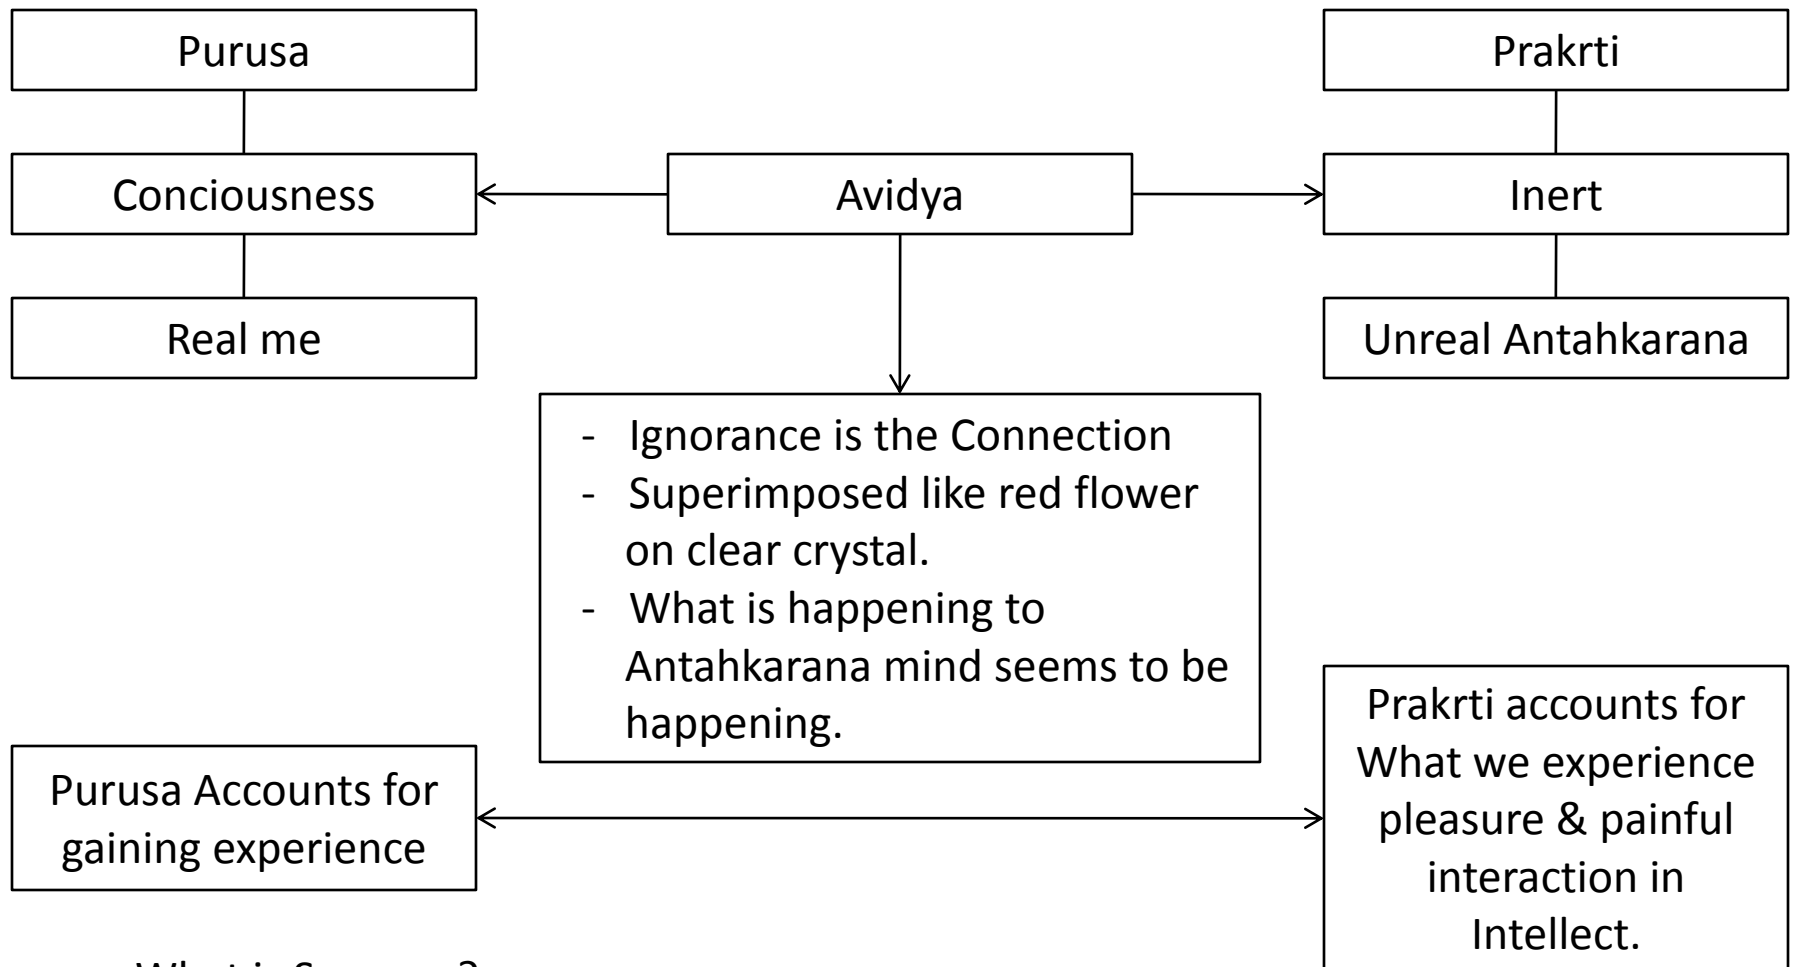 Purusa
Prakrti
Conciousness
Avidya
Inert
Real me
Unreal Antahkarana
- Ignorance is the Connection
- Superimposed like red flower
on clear crystal.
- What is happening to
Antahkarana mind seems to be
happening.
Purusa Accounts for
gaining experience
Prakrti accounts for
What we experience
pleasure & painful
interaction in
Intellect.